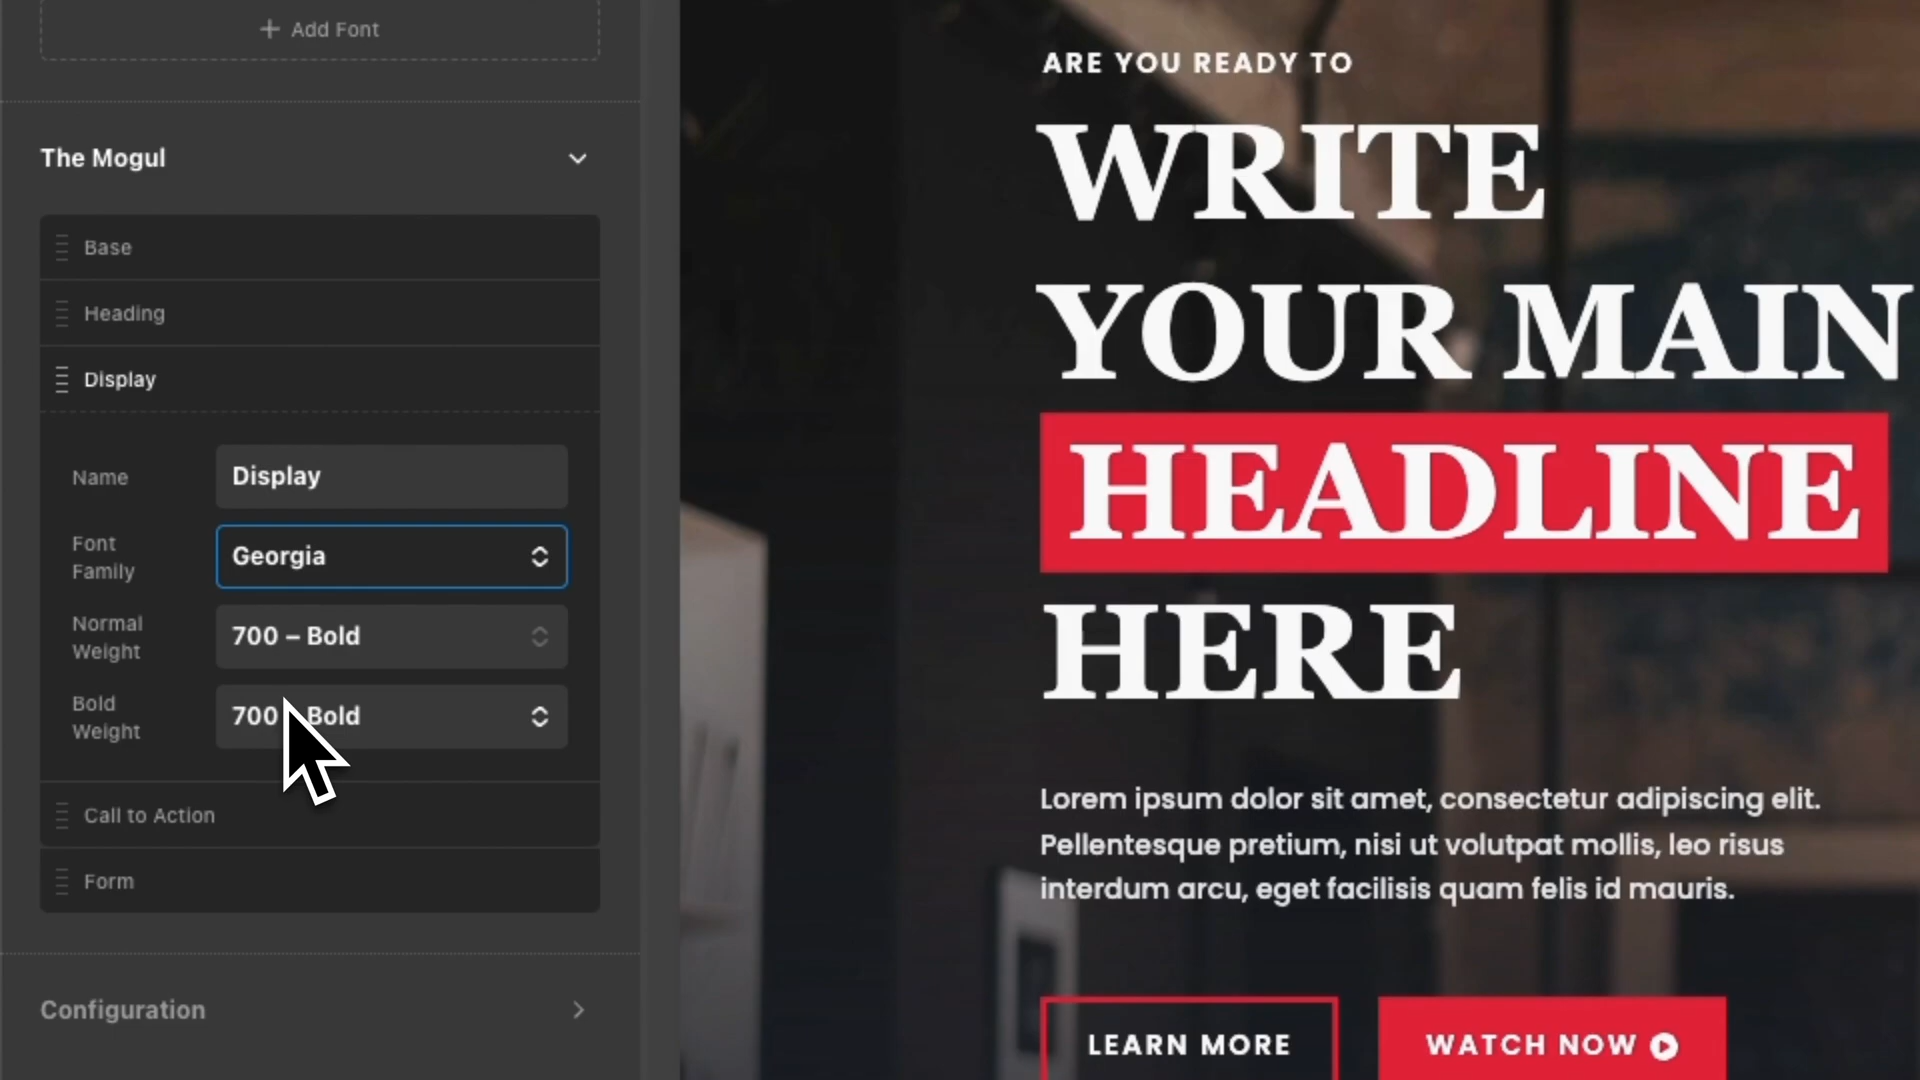 Add Font
The Mogul
Base
Heading
Display
Name
Display
Font
Family
Georgia
Normal
Weight
700 – Bold
Bold
Weight
700 Bold
Call to Action
Form
Configuration
ARE YOU READY TO
WRITE
YOUR MAIN
HEADLINE
HERE
Lorem ipsum dolor sit amet, consectetur adipiscing elit.
Pellentesque pretium, nisi ut volutpat mollis, leo risus
interdum arcu, eget facilisis quam felis id mauris.
LEARN MORE
WATCH NOW